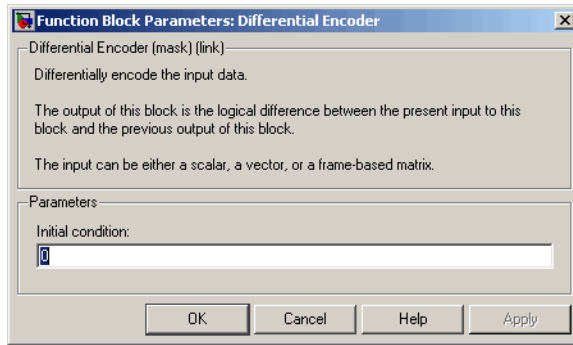 Function Block Parameters: Differential Encoder
Differential Encoder (mask) (link)
Differentially encode the input data.
The output of this block is the logical difference between the present input to this
block and the previous output of this block.
The input can be either a scalar, a vector, or a frame-based matrix.
Parameters
Initial condition:
0
OK Cancel Help Apply